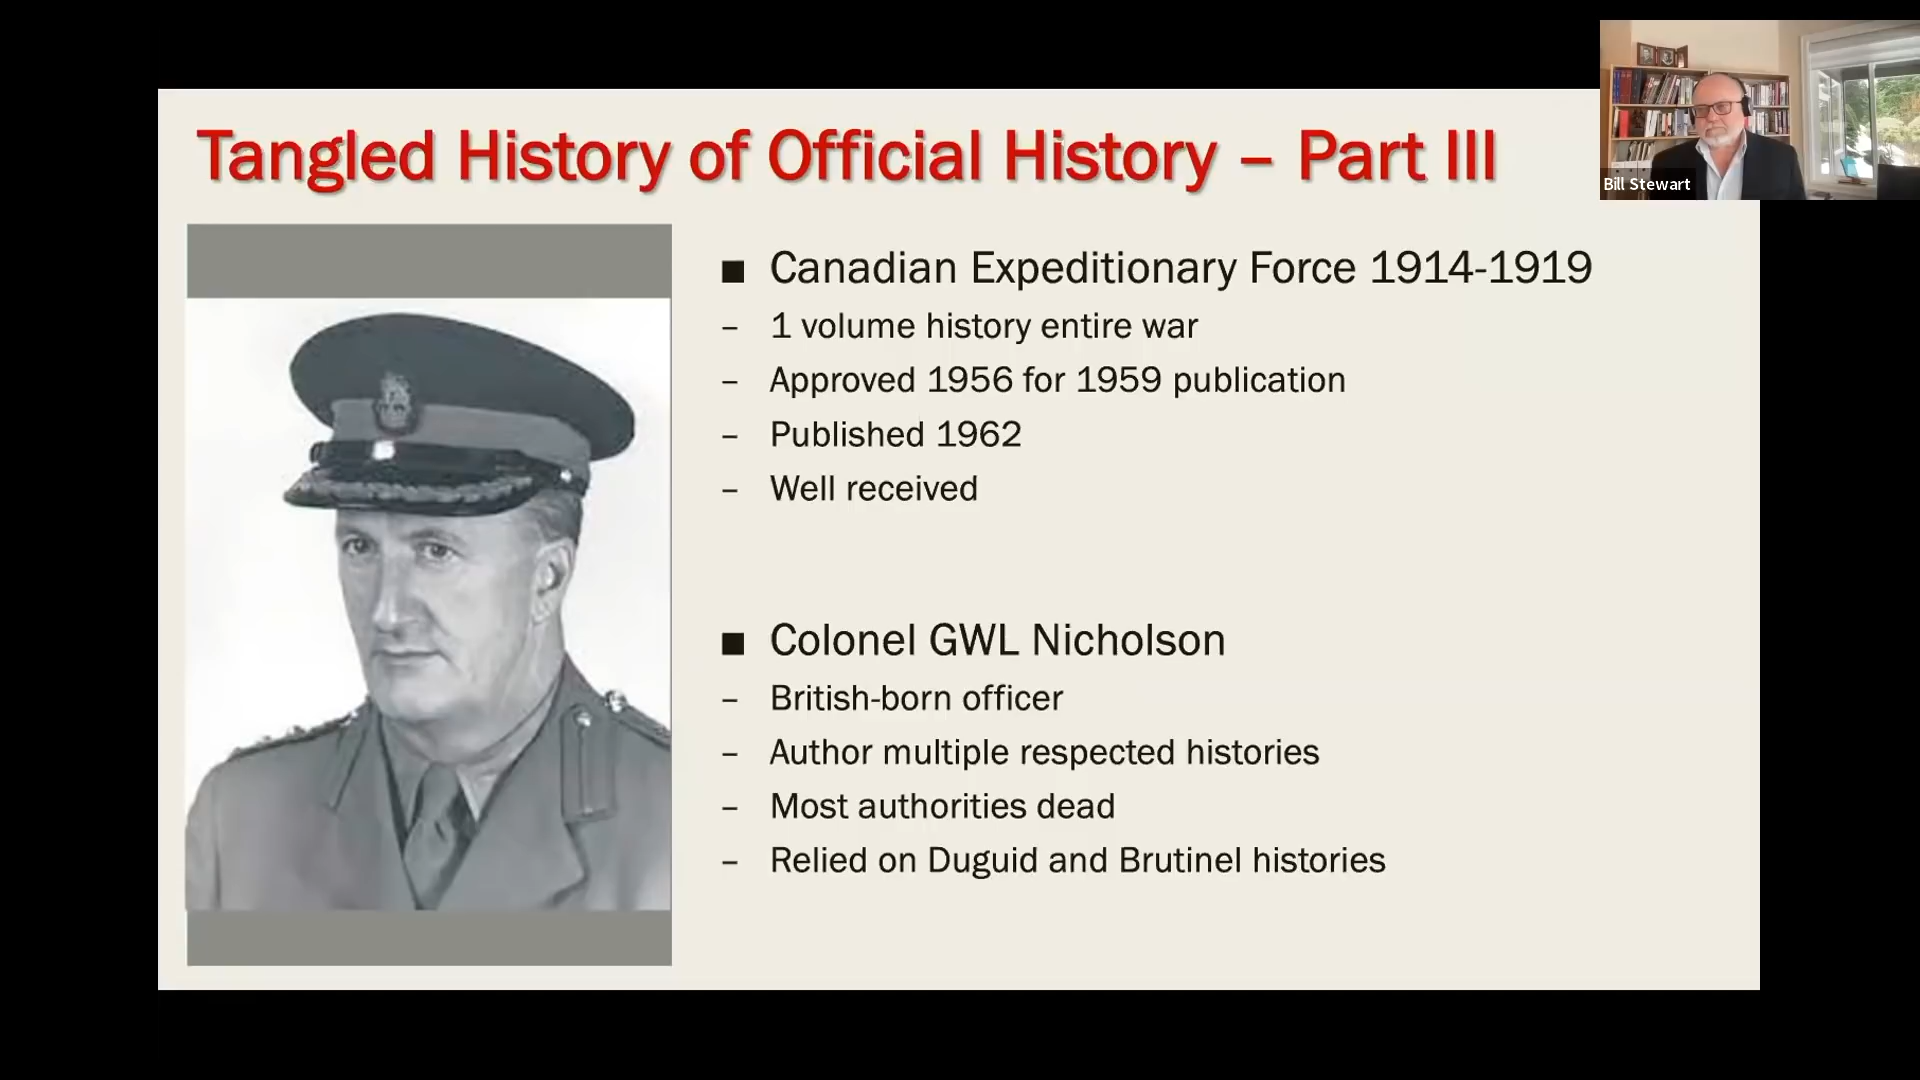 Tangled History of Official History – Part III
Bill Stewart
■ Canadian Expeditionary Force 1914-1919
– 1 volume history entire war
– Approved 1956 for 1959 publication
– Published 1962
– Well received
■ Colonel GWL Nicholson
– British-born officer
– Author multiple respected histories
– Most authorities dead
– Relied on Duguid and Brutinel histories